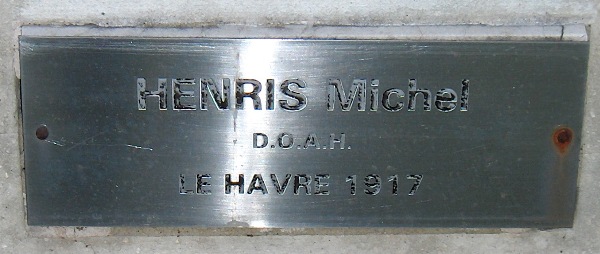 HENRIS Michel
D.O.A.H.
LE HAVRE 1917